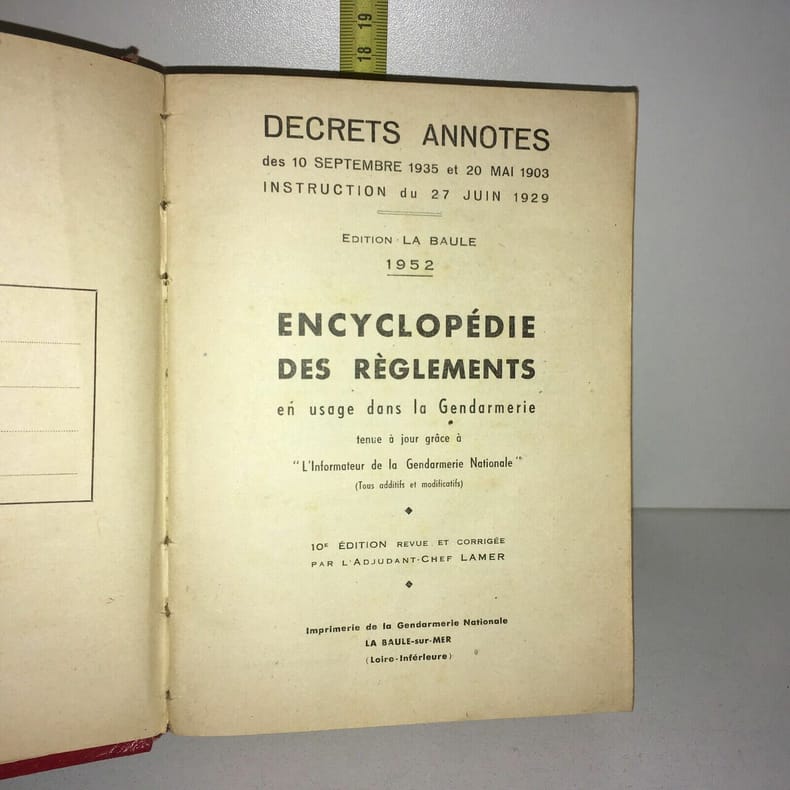 18 19
DECRETS ANNOTES
des 10 SEPTEMBRE 1935 et 20 MAI 1903
INSTRUCTION du 27 JUIN 1929
EDITION LA BAULE
1952
ENCYCLOPÉDIE
DES RÈGLEMENTS
en usage dans la Gendarmerie
tenue à jour grâce à
"L'Informateur de la Gendarmerie Nationale"
(Tous additifs et modificatifs)
10E ÉDITION REVUE ET CORRIGÉE
PAR L'ADJUDANT-CHEF LAMER
Imprimerie de la Gendarmerie Nationale
LA BAULE-sur-MER
(Loire-Inférieure)